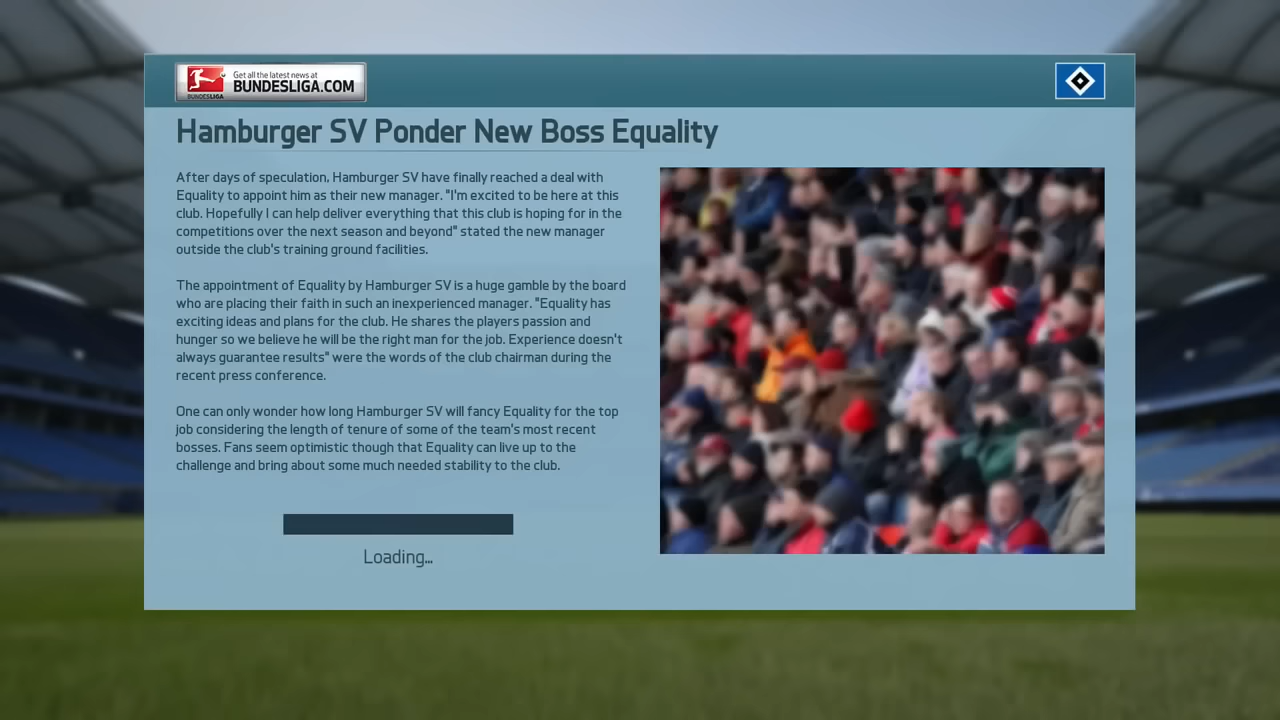 Get all the latest news at
BUNDESLIGA.COM
BUNDESLIGA
Hamburger SV Ponder New Boss Equality
After days of speculation, Hamburger SV have finally reached a deal with
Equality to appoint him as their new manager. "I'm excited to be here at this
club. Hopefully I can help deliver everything that this club is hoping for in the
competitions over the next season and beyond" stated the new manager
outside the club's training ground facilities.
The appointment of Equality by Hamburger SV is a huge gamble by the board
who are placing their faith in such an inexperienced manager. "Equality has
exciting ideas and plans for the club. He shares the players passion and
hunger so we believe he will be the right man for the job. Experience doesn't
always guarantee results" were the words of the club chairman during the
recent press conference.
One can only wonder how long Hamburger SV will fancy Equality for the top
job considering the length of tenure of some of the team's most recent
bosses. Fans seem optimistic though that Equality can live up to the
challenge and bring about some much needed stability to the club.
Loading...